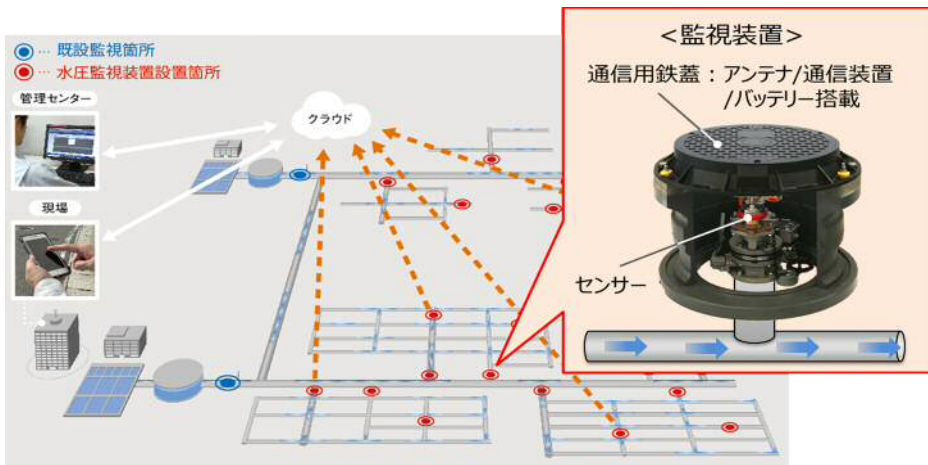 … 既設監視箇所
… 水圧監視装置設置箇所
管理センター
クラウド
現場
＜監視装置＞
通信用鉄蓋：アンテナ/通信装置
/バッテリー搭載
センサー